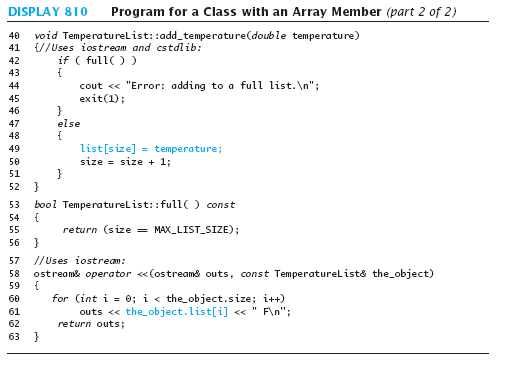 DISPLAY 810 Program for a Class with an Array Member (part 2 of 2)
40 void TemperatureList::add_temperature(double temperature)
41 {//Uses iostream and cstdlib:
42 if ( full( ) )
43 {
44 cout << "Error: adding to a full list.\n";
45 exit(1);
46 }
47 else
48 {
49 list[size] = temperature;
50 size = size + 1;
51 }
52 }
53 bool TemperatureList::full( ) const
54 {
55 return (size == MAX_LIST_SIZE);
56 }
57 //Uses iostream:
58 ostream& operator <<(ostream& outs, const TemperatureList& the_object)
59 {
60 for (int i = 0; i < the_object.size; i++)
61 outs << the_object.list[i] << " F\n";
62 return outs;
63 }